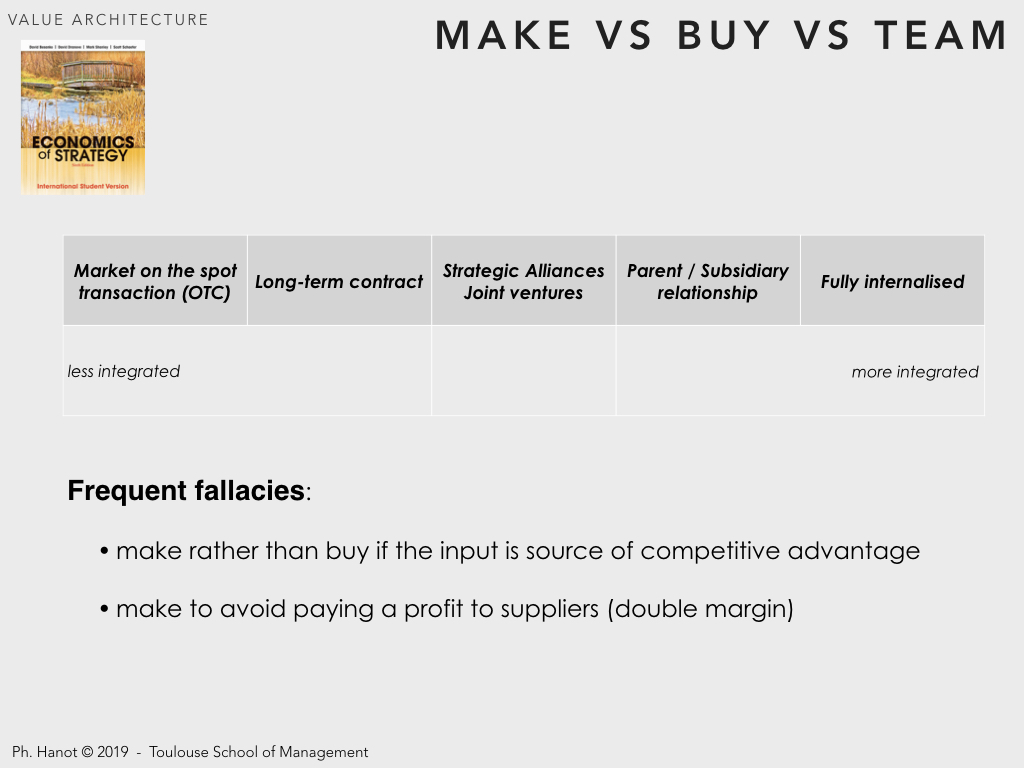 VALUE ARCHITECTURE
MAKE VS BUY VS TEAM
David Besanko | David Dranove | Mark Shanley | Scott Schaefer
ECONOMICS
of STRATEGY
International Student Version
Market on the spot
transaction (OTC)
Long-term contract
Strategic Alliances
Joint ventures
Parent / Subsidiary
relationship
Fully internalised
less integrated
more integrated
Frequent fallacies:
• make rather than buy if the input is source of competitive advantage
• make to avoid paying a profit to suppliers (double margin)
Ph. Hanot © 2019 - Toulouse School of Management